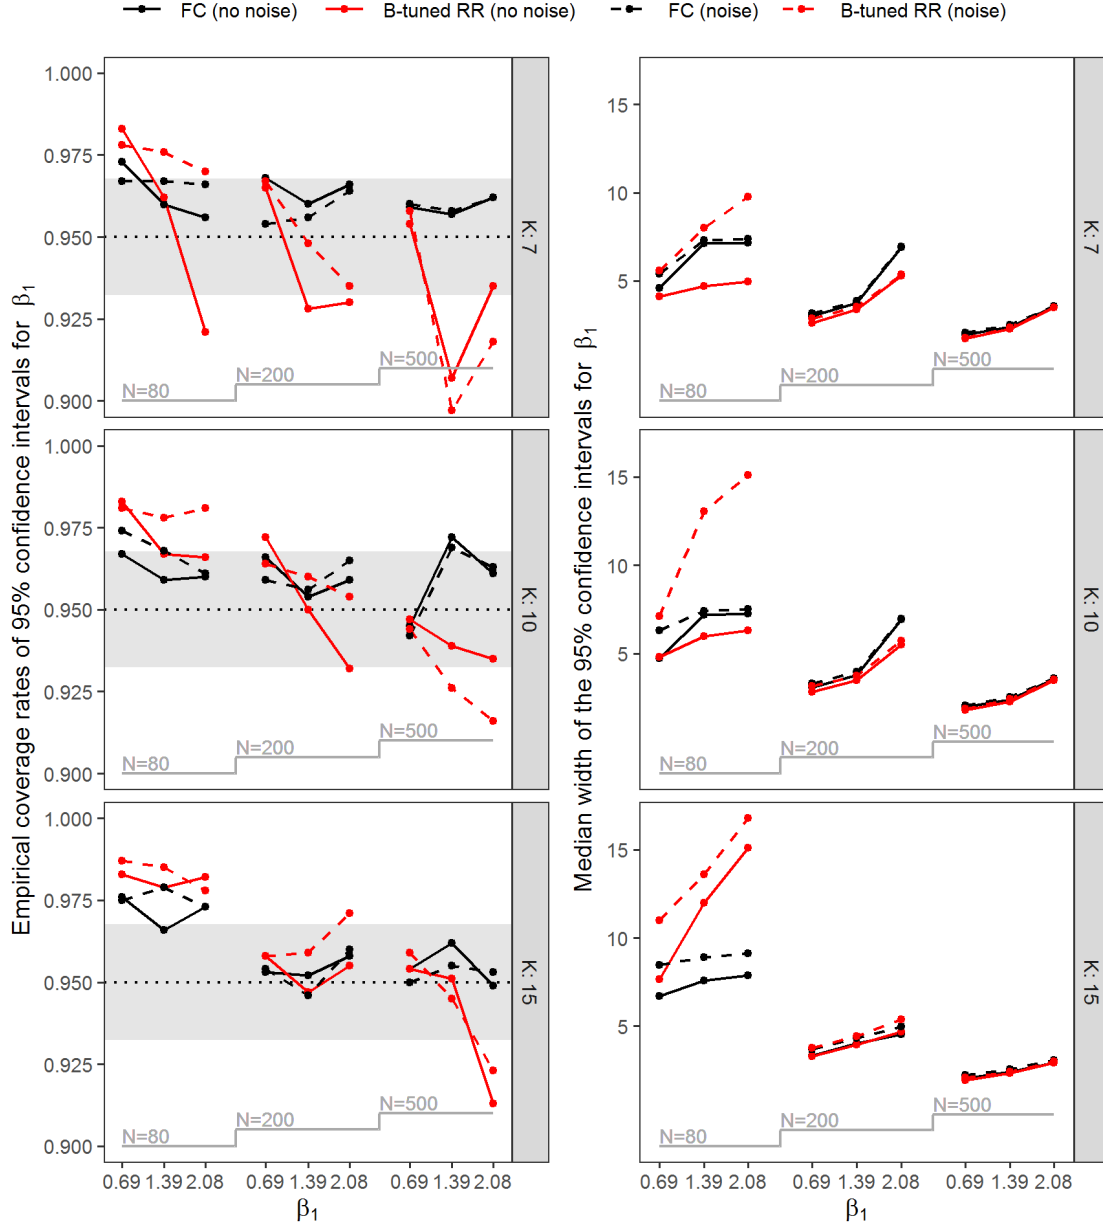 FC (no noise) B-tuned RR (no noise) FC (noise) B-tuned RR (noise)
Empirical coverage rates of 95% confidence intervals for β₁
1.000
0.975
0.950
0.925
0.900
N=80
N=200
N=500
K: 7
1.000
0.975
0.950
0.925
0.900
N=80
N=200
N=500
K: 10
1.000
0.975
0.950
0.925
0.900
N=80
N=200
N=500
K: 15
0.69 1.39 2.08 0.69 1.39 2.08 0.69 1.39 2.08
β₁
Median width of the 95% confidence intervals for β₁
15
10
5
N=80
N=200
N=500
K: 7
15
10
5
N=80
N=200
N=500
K: 10
15
10
5
N=80
N=200
N=500
K: 15
0.69 1.39 2.08 0.69 1.39 2.08 0.69 1.39 2.08
β₁